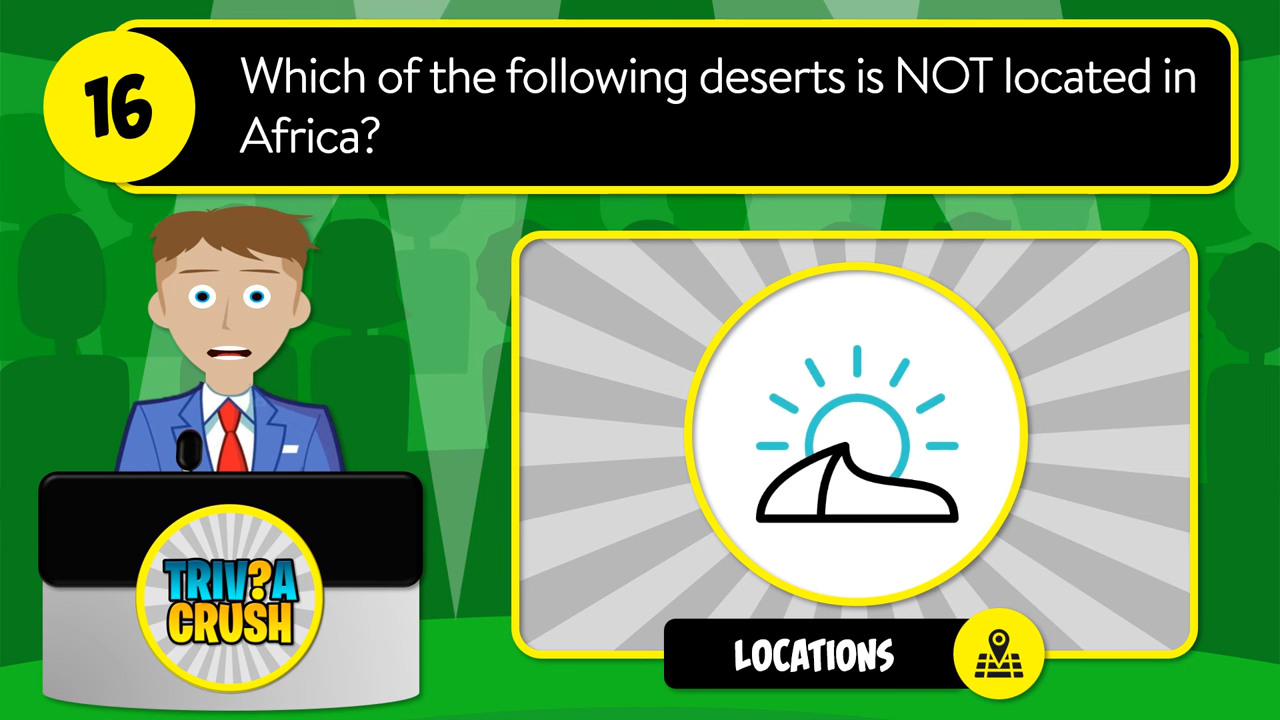 16
Which of the following deserts is NOT located in
Africa?
TRIV?A
CRUSH
LOCATIONS